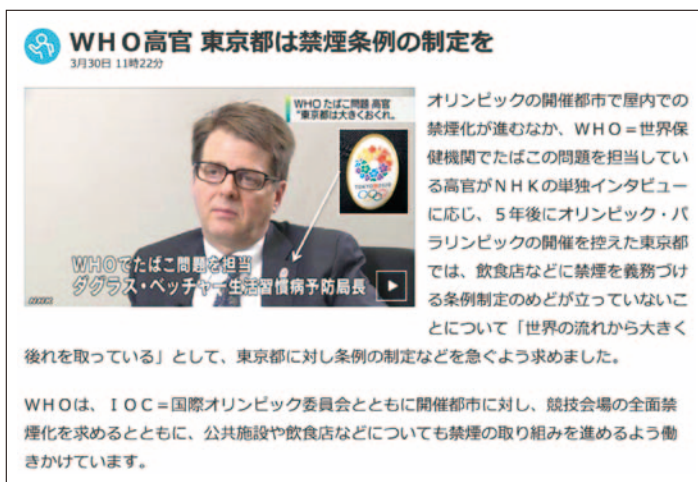 WHO高官 東京都は禁煙条例の制定を
3月30日 11時22分
WHOたばこ問題 高官
“東京都は大きくおくれ。
WHOでたばこ問題を担当
ダグラス・ベッチャー生活習慣病予防局長
NHK
オリンピックの開催都市で屋内での
禁煙化が進むなか、WHO=世界保
健機関でたばこの問題を担当してい
る高官がNHKの単独インタビュー
に応じ、5年後にオリンピック・パ
ラリンピックの開催を控えた東京都
では、飲食店などに禁煙を義務づけ
る条例制定のめどが立っていないこ
とについて「世界の流れから大きく
後れを取っている」として、東京都に対し条例の制定などを急ぐよう求めました。
WHOは、IOC=国際オリンピック委員会とともに開催都市に対し、競技会場の全面禁
煙化を求めるとともに、公共施設や飲食店などについても禁煙の取り組みを進めるよう働
きかけています。